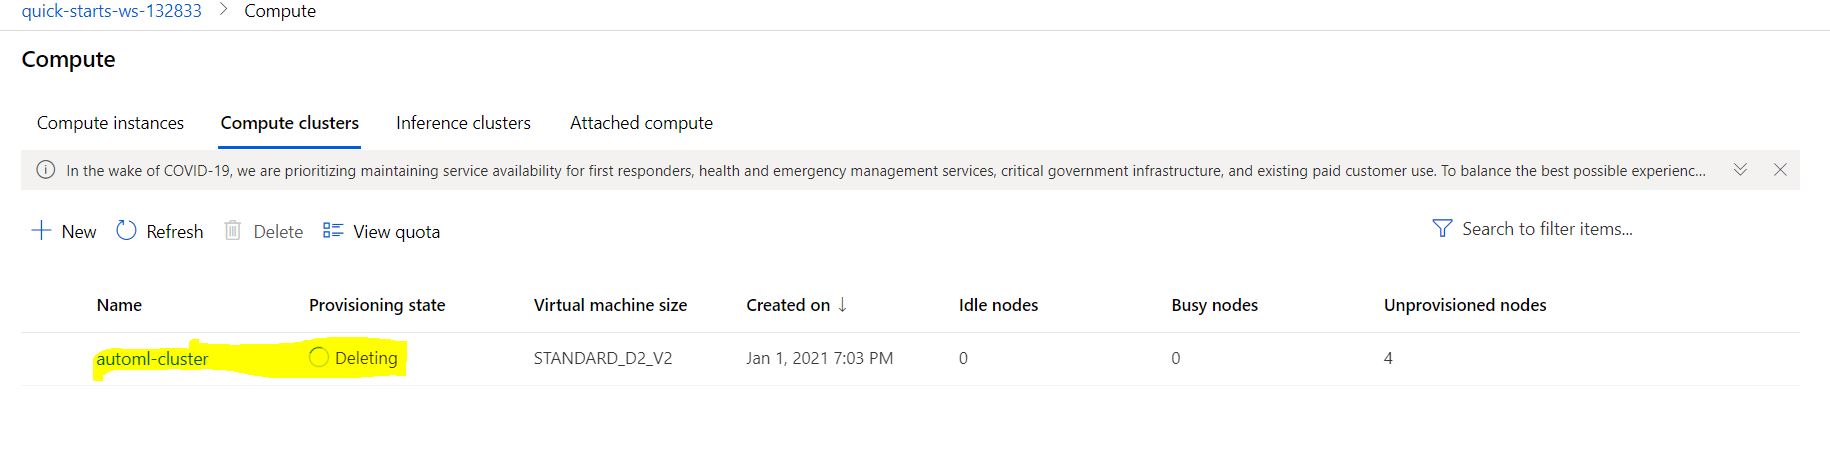 quick-starts-ws-132833 > Compute
Compute
Compute instances Compute clusters Inference clusters Attached compute
In the wake of COVID-19, we are prioritizing maintaining service availability for first responders, health and emergency management services, critical government infrastructure, and existing paid customer use. To balance the best possible experienc...
New Refresh Delete View quota Search to filter items...
Name Provisioning state Virtual machine size Created on ↓ Idle nodes Busy nodes Unprovisioned nodes
automl-cluster Deleting STANDARD_D2_V2 Jan 1, 2021 7:03 PM 0 0 4